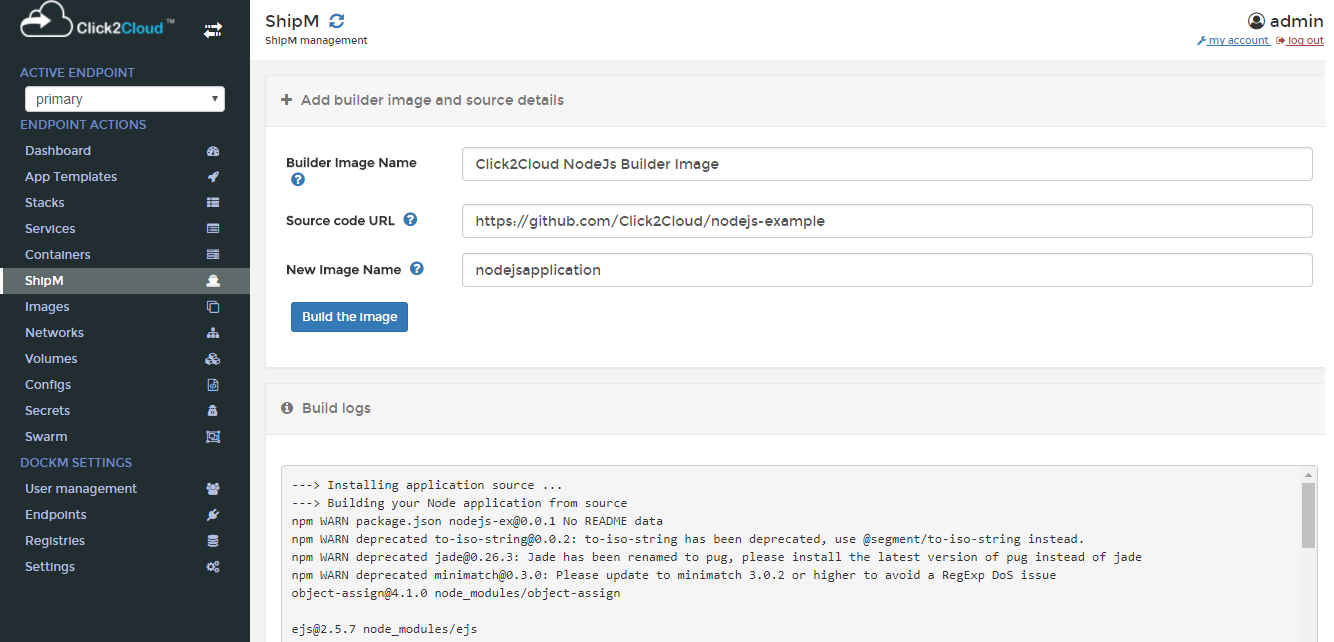 Click2Cloud™
ACTIVE ENDPOINT
primary
ENDPOINT ACTIONS
Dashboard
App Templates
Stacks
Services
Containers
ShipM
Images
Networks
Volumes
Configs
Secrets
Swarm
DOCKM SETTINGS
User management
Endpoints
Registries
Settings
ShipM
ShipM management
admin
my account log out
Add builder image and source details
Builder Image Name
Click2Cloud NodeJs Builder Image
Source code URL
https://github.com/Click2Cloud/nodejs-example
New Image Name
nodejsapplication
Build the image
Build logs
---> Installing application source ...
---> Building your Node application from source
npm WARN package.json nodejs-ex@0.0.1 No README data
npm WARN deprecated to-iso-string@0.0.2: to-iso-string has been deprecated, use @segment/to-iso-string instead.
npm WARN deprecated jade@0.26.3: Jade has been renamed to pug, please install the latest version of pug instead of jade
npm WARN deprecated minimatch@0.3.0: Please update to minimatch 3.0.2 or higher to avoid a RegExp DoS issue
object-assign@4.1.0 node_modules/object-assign
ejs@2.5.7 node_modules/ejs